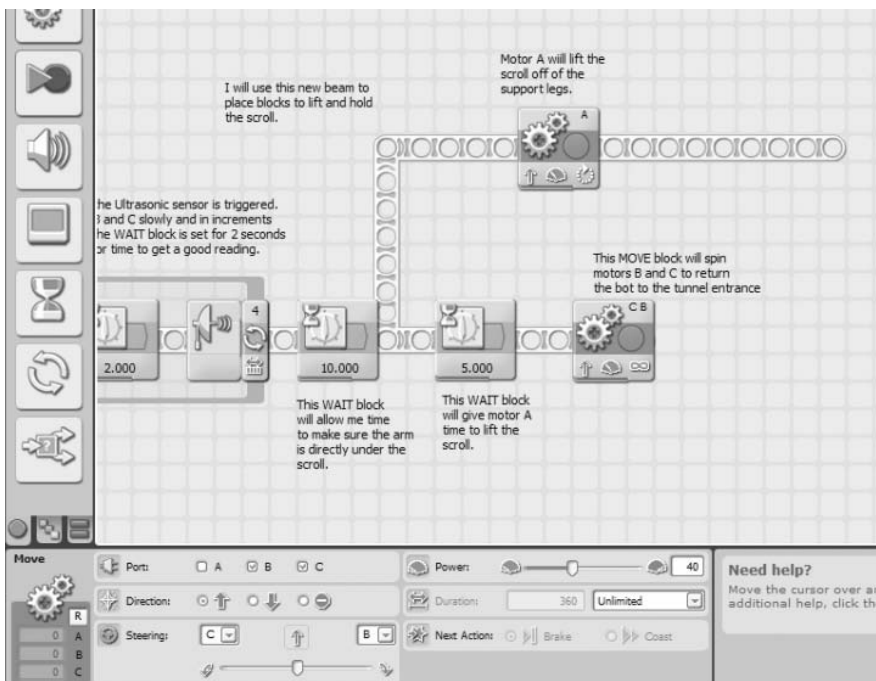 Motor A will lift the
scroll off of the
support legs.
I will use this new beam to
place blocks to lift and hold
the scroll.
A
he Ultrasonic sensor is triggered.
and C slowly and in increments
he WAIT block is set for 2 seconds
or time to get a good reading.
This MOVE block will spin
motors B and C to return
the bot to the tunnel entrance
4
C B
2.000
10.000
5.000
This WAIT block
will allow me time
to make sure the arm
is directly under the
scroll.
This WAIT block
will give motor A
time to lift the
scroll.
Move
R
0 A
0 B
0 C
Port: A B C
Direction:
Steering: C B
Power: 40
Duration: 360 Unlimited
Next Action: Brake Coast
Need help?
Move the cursor over
additional help, click th